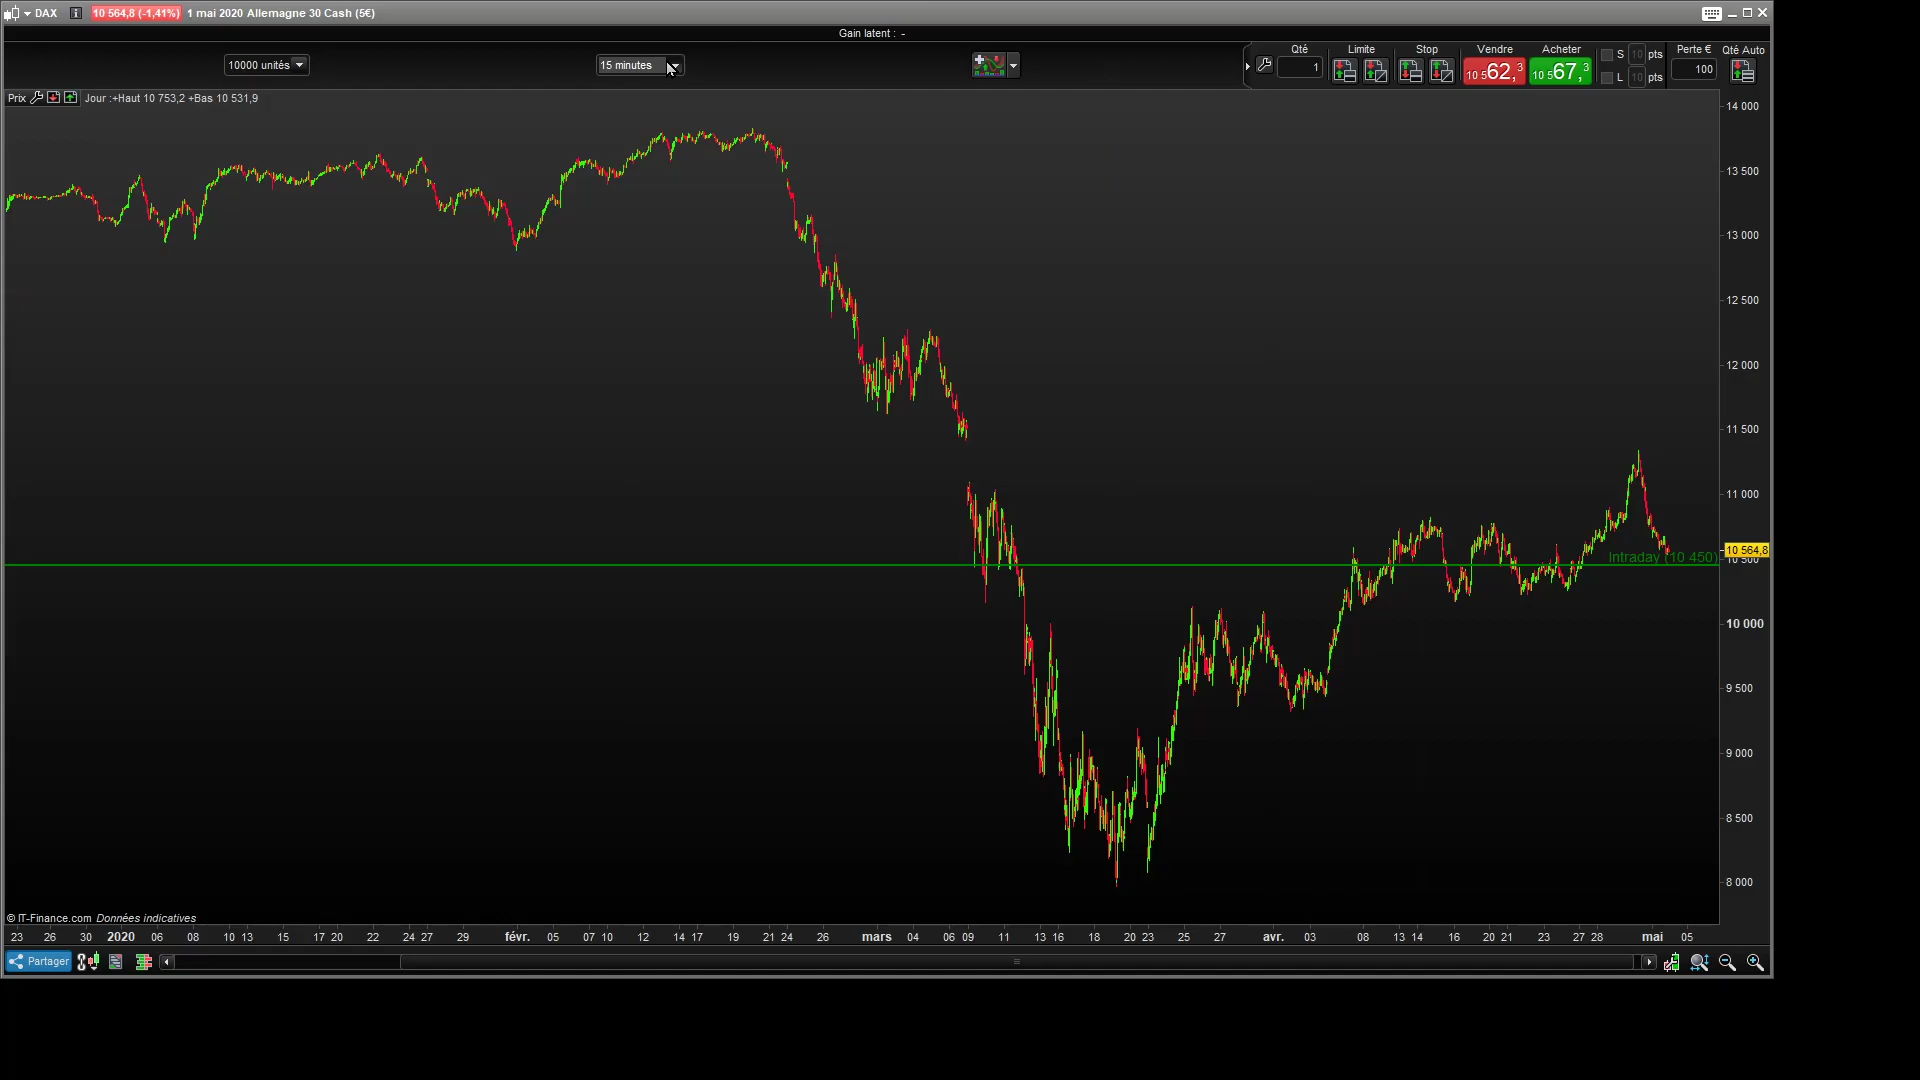 DAX 10 564,8 (-1,41%) 1 mai 2020 Allemagne 30 Cash (5€)
Gain latent : -
10000 unités
15 minutes
Qté Limite Stop Vendre Acheter S 10 pts Perte € Qté Auto
1 10 562,3 10 567,3 L 10 pts 100
Prix Jour :+Haut 10 753,2 +Bas 10 531,9
14 000
13 500
13 000
12 500
12 000
11 500
11 000
10 564,8
Intraday (10 450)
10 500
10 000
9 500
9 000
8 500
8 000
© IT-Finance.com Données indicatives
23 26 30 2020 06 08 10 13 15 17 20 22 24 27 29 févr. 05 07 10 12 14 17 19 21 24 26 mars 04 06 09 11 13 16 18 20 23 25 27 avr. 03 08 13 14 16 20 21 23 27 28 mai 05
Partager